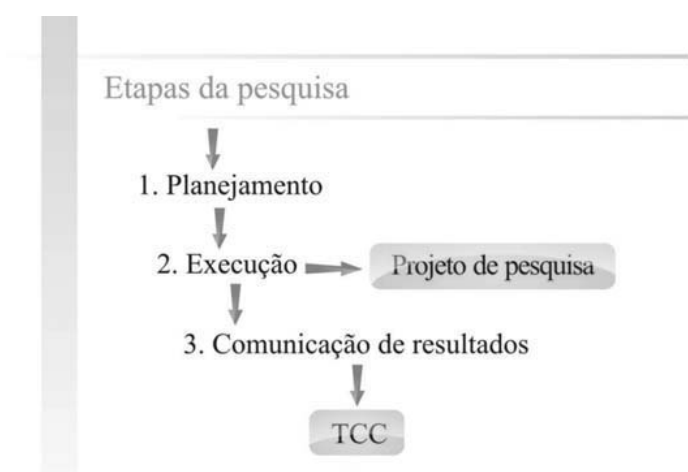 Etapas da pesquisa
1. Planejamento
2. Execução Projeto de pesquisa
3. Comunicação de resultados
TCC